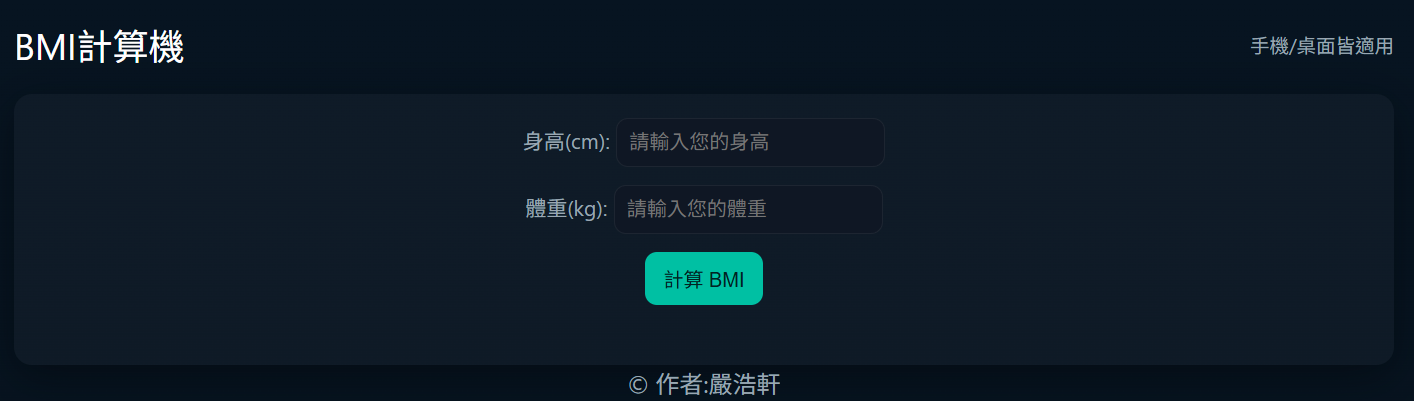 BMI計算機
手機/桌面皆適用
身高(cm): 請輸入您的身高
體重(kg): 請輸入您的體重
計算 BMI
© 作者:嚴浩軒